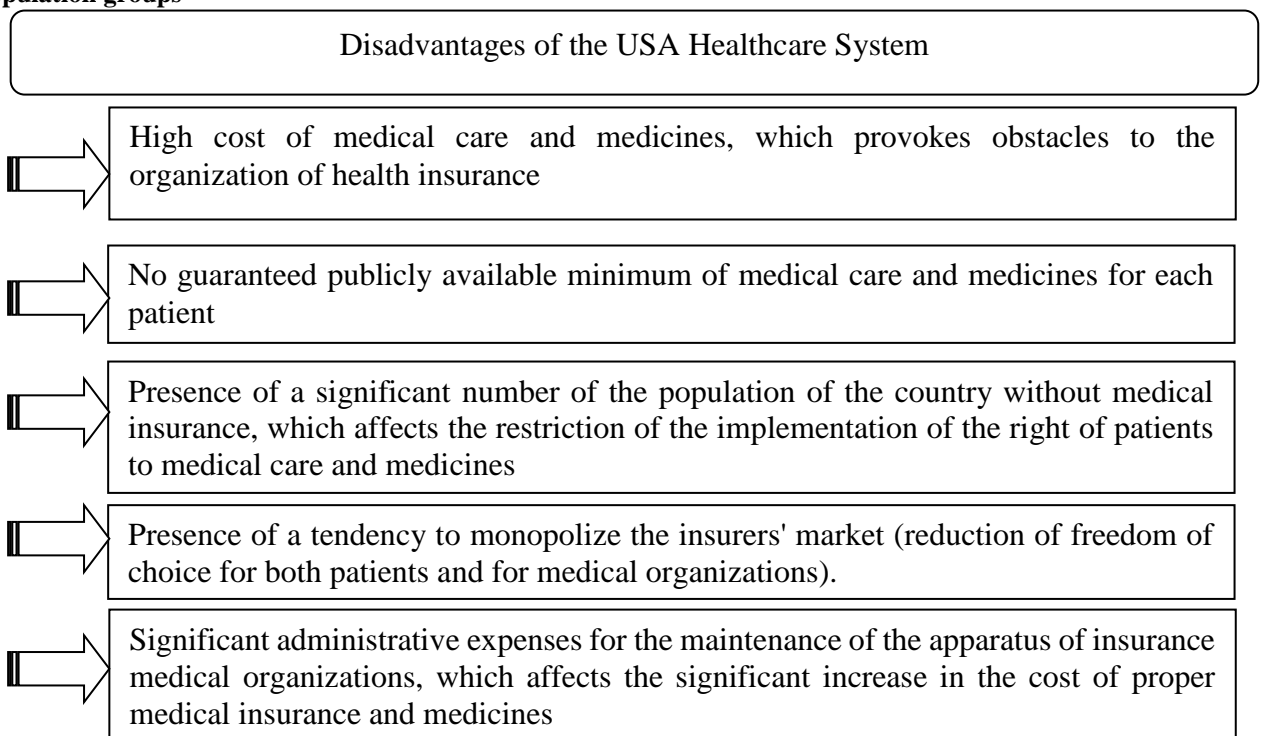 Disadvantages of the USA Healthcare System
High cost of medical care and medicines, which provokes obstacles to the
organization of health insurance
No guaranteed publicly available minimum of medical care and medicines for each
patient
Presence of a significant number of the population of the country without medical
insurance, which affects the restriction of the implementation of the right of patients
to medical care and medicines
Presence of a tendency to monopolize the insurers' market (reduction of freedom of
choice for both patients and for medical organizations).
Significant administrative expenses for the maintenance of the apparatus of insurance
medical organizations, which affects the significant increase in the cost of proper
medical insurance and medicines